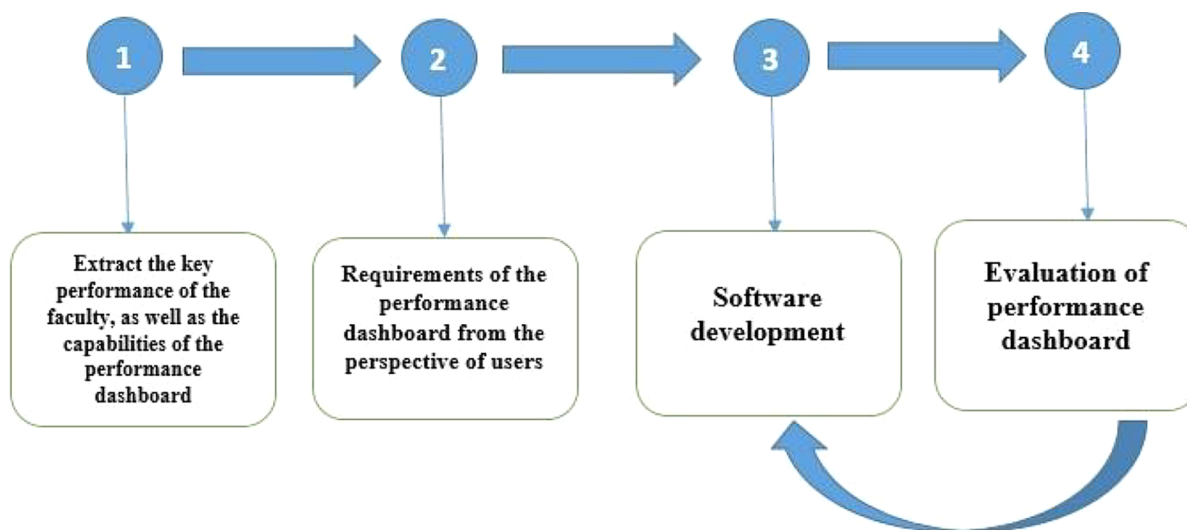 1
2
3
4
Extract the key
performance of the
faculty, as well as the
capabilities of the
performance
dashboard
Requirements of the
performance
dashboard from the
perspective of users
Software
development
Evaluation of
performance
dashboard